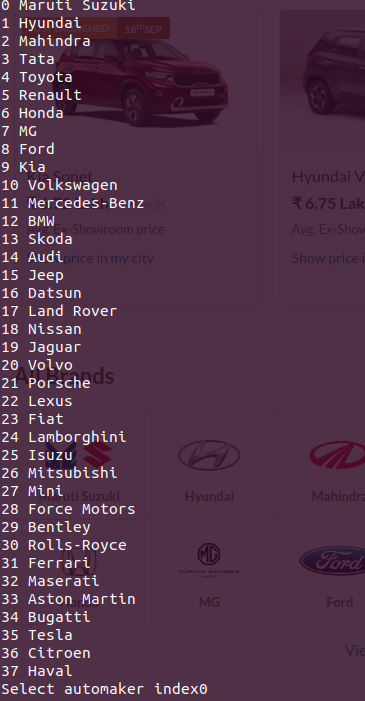 0 Maruti Suzuki
1 Hyundai
2 Mahindra
3 Tata
4 Toyota
5 Renault
6 Honda
7 MG
8 Ford
9 Kia
10 Volkswagen
11 Mercedes-Benz
12 BMW
13 Skoda
14 Audi
15 Jeep
16 Datsun
17 Land Rover
18 Nissan
19 Jaguar
20 Volvo
21 Porsche
22 Lexus
23 Fiat
24 Lamborghini
25 Isuzu
26 Mitsubishi
27 Mini
28 Force Motors
29 Bentley
30 Rolls-Royce
31 Ferrari
32 Maserati
33 Aston Martin
34 Bugatti
35 Tesla
36 Citroen
37 Haval
Select automaker index0
18THSEP
Kia Sonet
Avg. Ex-Showroom price
Show price in my city
Hyundai V
₹ 6.75 Lak
Avg. Ex-Show
Show price i
All Brands
Maruti Suzuki
Hyundai
Mahindra
Honda
MG
Ford
Vie